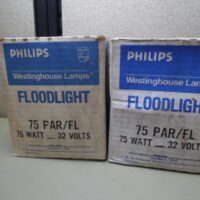 PHILIPS
Westinghouse Lamps
FLOODLIGHT
75 PAR/FL
75 WATT 32 VOLTS
PHILIPS
Westinghouse Lamps
FLOODLIGHT
75 PAR/FL
75 WATT 32 VOLTS